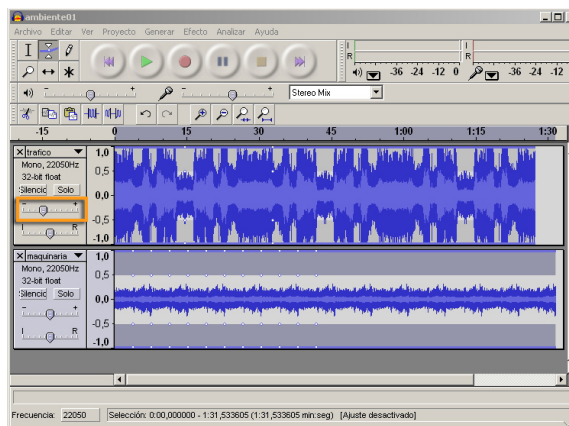 ambiente01
Archivo Editar Ver Proyecto Generar Efecto Analizar Ayuda
I
R
-36 -24 -12 0
I
R
-36 -24 -12
- +
- +
Stereo Mix
-15 0 15 30 45 1:00 1:15 1:30
X trafico
Mono, 22050Hz
32-bit float
Silencic Solo
- +
I R
1,0
0,5
0,0
-0,5
-1,0
X maquinaria
Mono, 22050Hz
32-bit float
Silencic Solo
- +
I R
1,0
0,5
0,0
-0,5
-1,0
Frecuencia: 22050 Selección: 0:00,000000 - 1:31,533605 (1:31,533605 min:seg) [Ajuste desactivado]